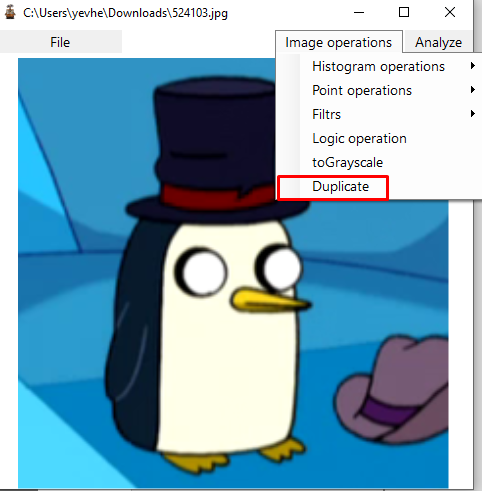 C:\Users\yevhe\Downloads\524103.jpg
File
Image operations
Analyze
Histogram operations
Point operations
Filtrs
Logic operation
toGrayscale
Duplicate